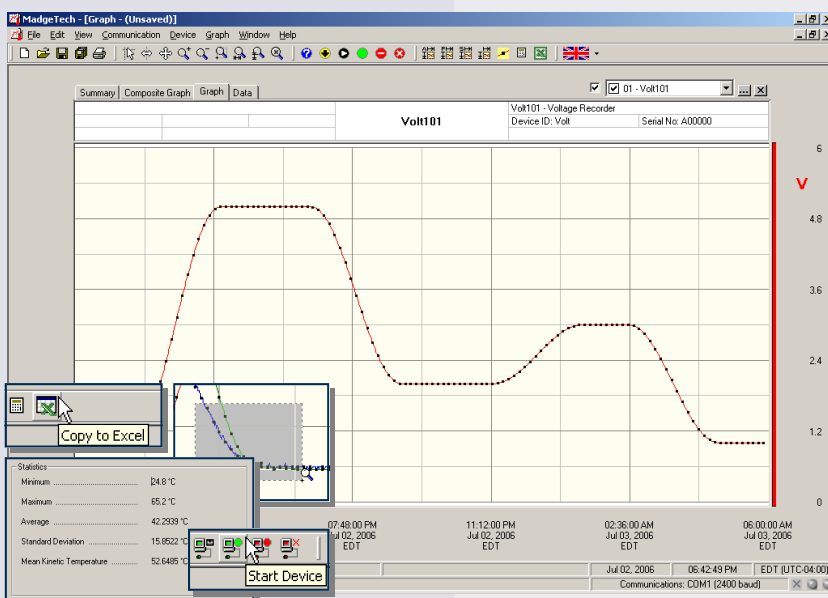 MadgeTech - [Graph - (Unsaved)]
File Edit View Communication Device Graph Window Help
Summary Composite Graph Graph Data
01 - Volt101
Volt101
Volt101 - Voltage Recorder
Device ID: Volt Serial No: A00000
6
V
4.8
3.6
2.4
1.2
0
Copy to Excel
Statistics
Minimum 24.8 °C
Maximum 65.2 °C
Average 42.2939 °C
Standard Deviation 15.8522 °C
Mean Kinetic Temperature 52.6485 °C
Start Device
07:48:00 PM
Jul 02, 2006
EDT
11:12:00 PM
Jul 02, 2006
EDT
02:36:00 AM
Jul 03, 2006
EDT
06:00:00 AM
Jul 03, 2006
EDT
Jul 02, 2006 06:42:49 PM EDT (UTC-04:00)
Communications: COM1 (2400 baud)